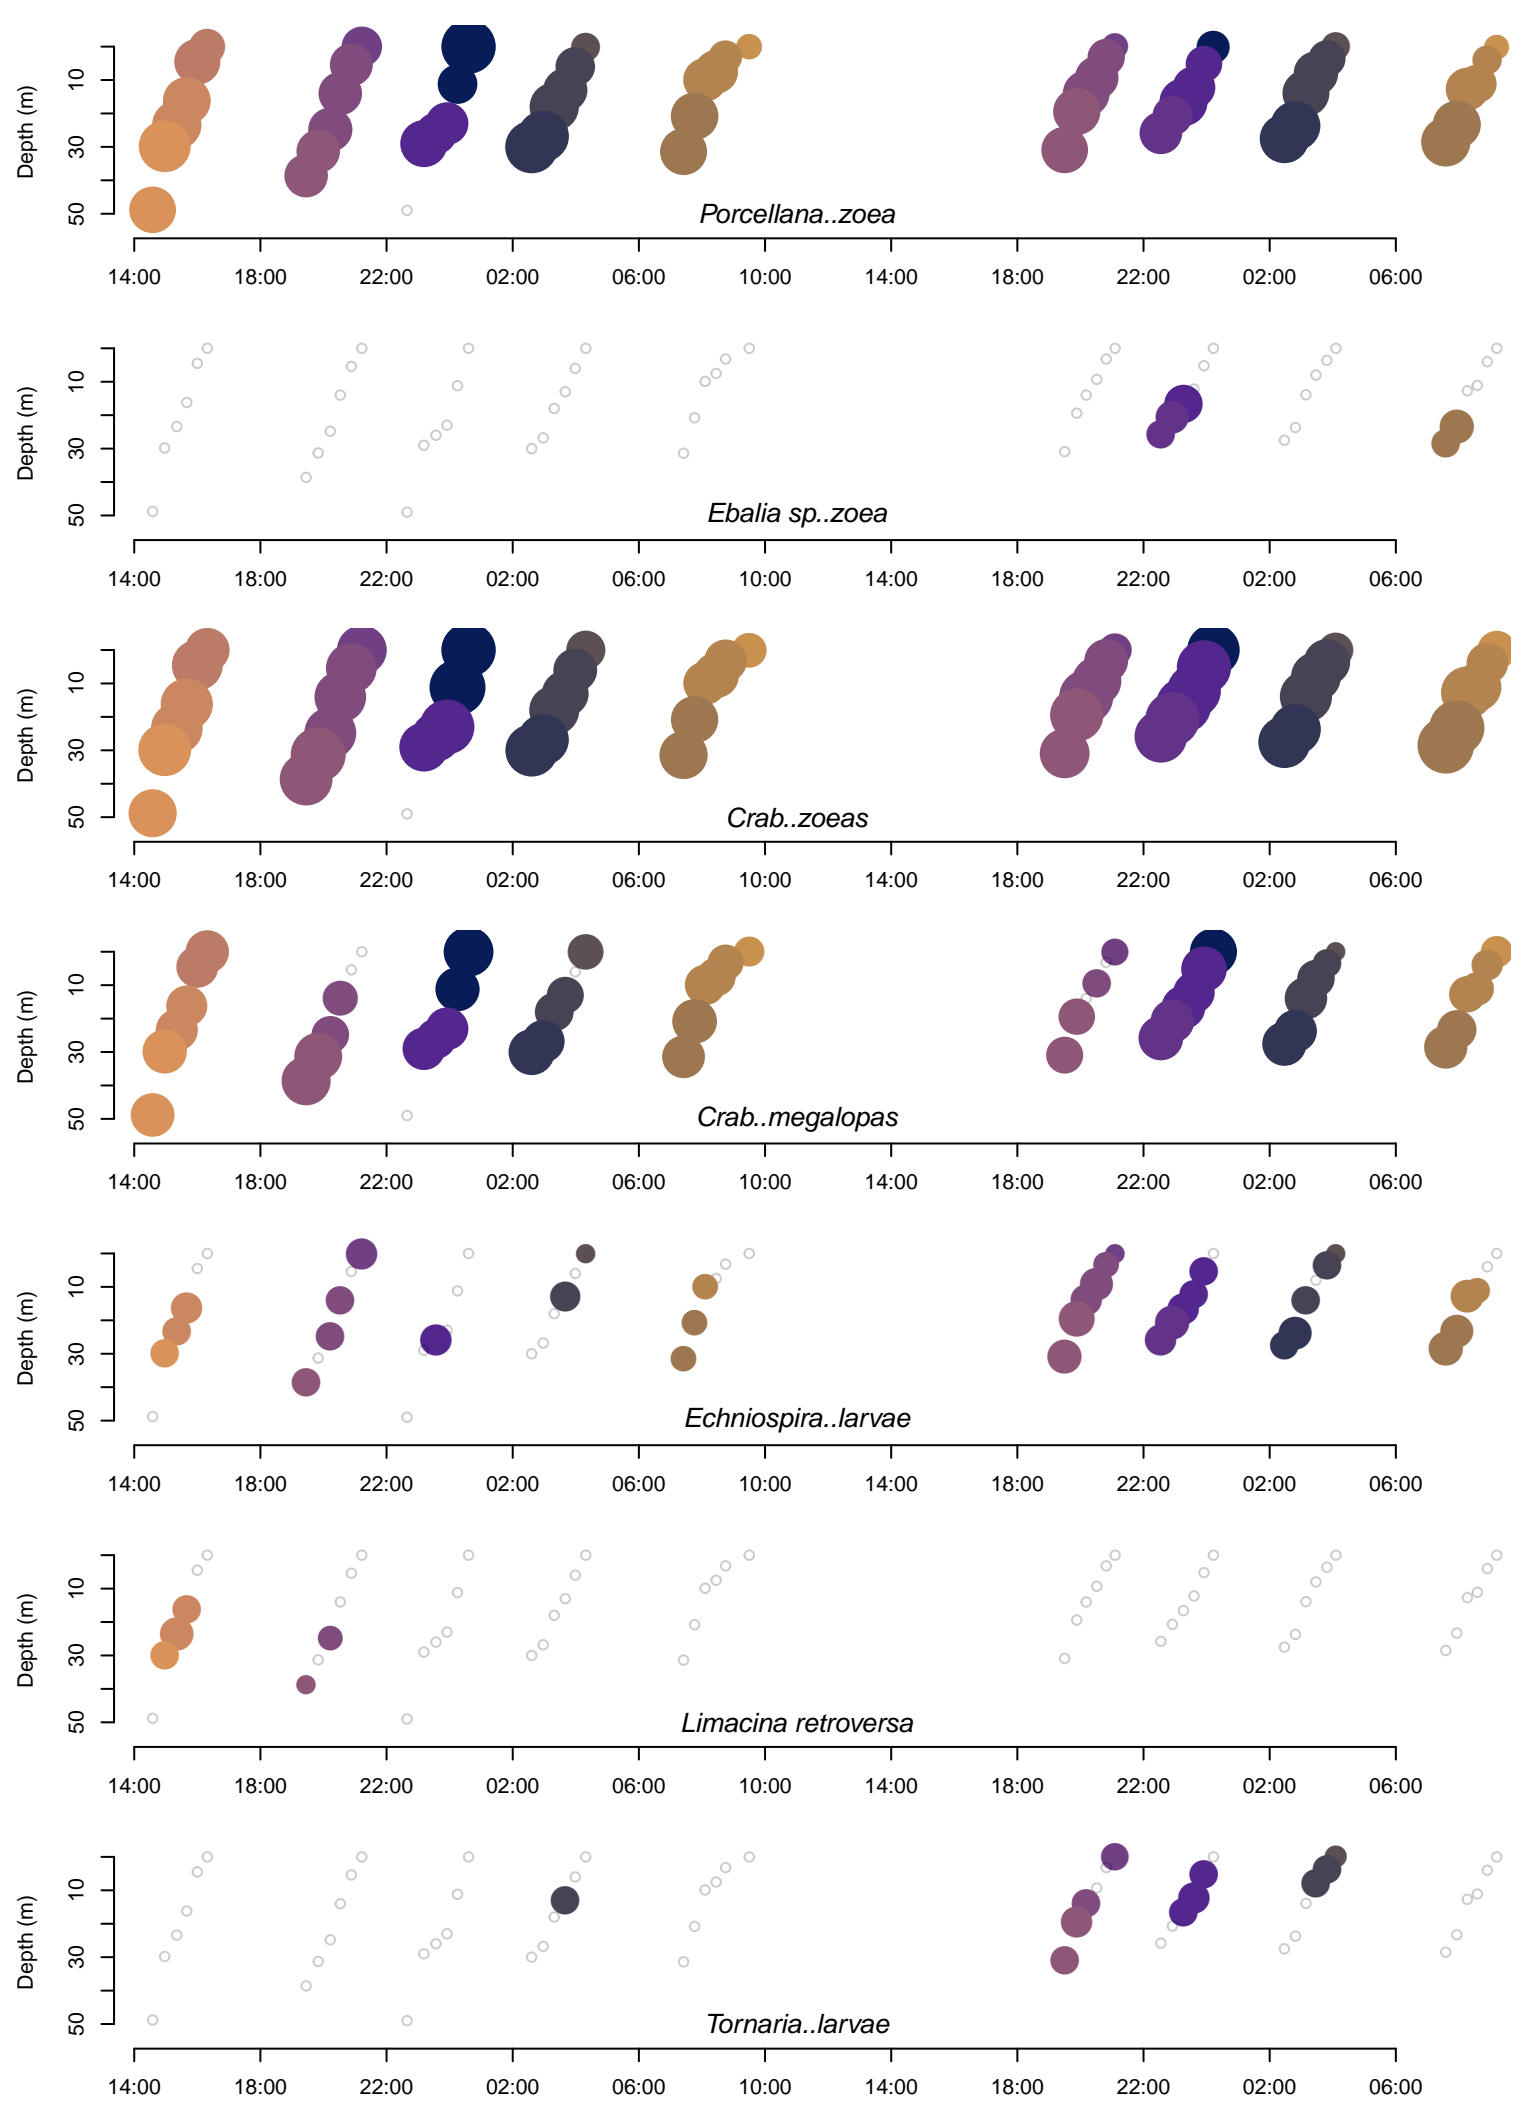 Depth (m)
10
30
50
Porcellana..zoea
14:00 18:00 22:00 02:00 06:00 10:00 14:00 18:00 22:00 02:00 06:00
Depth (m)
10
30
50
Ebalia sp..zoea
14:00 18:00 22:00 02:00 06:00 10:00 14:00 18:00 22:00 02:00 06:00
Depth (m)
10
30
50
Crab..zoeas
14:00 18:00 22:00 02:00 06:00 10:00 14:00 18:00 22:00 02:00 06:00
Depth (m)
10
30
50
Crab..megalopas
14:00 18:00 22:00 02:00 06:00 10:00 14:00 18:00 22:00 02:00 06:00
Depth (m)
10
30
50
Echniospira..larvae
14:00 18:00 22:00 02:00 06:00 10:00 14:00 18:00 22:00 02:00 06:00
Depth (m)
10
30
50
Limacina retroversa
14:00 18:00 22:00 02:00 06:00 10:00 14:00 18:00 22:00 02:00 06:00
Depth (m)
10
30
50
Tornaria..larvae
14:00 18:00 22:00 02:00 06:00 10:00 14:00 18:00 22:00 02:00 06:00